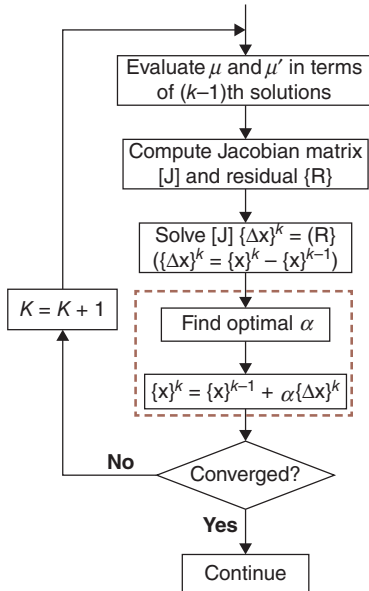 Evaluate μ and μ′ in terms
of (k–1)th solutions
Compute Jacobian matrix
[J] and residual {R}
Solve [J] {Δx}ᵏ = (R)
({Δx}ᵏ = {x}ᵏ – {x}ᵏ⁻¹)
K = K + 1
Find optimal α
{x}ᵏ = {x}ᵏ⁻¹ + α{Δx}ᵏ
No
Converged?
Yes
Continue